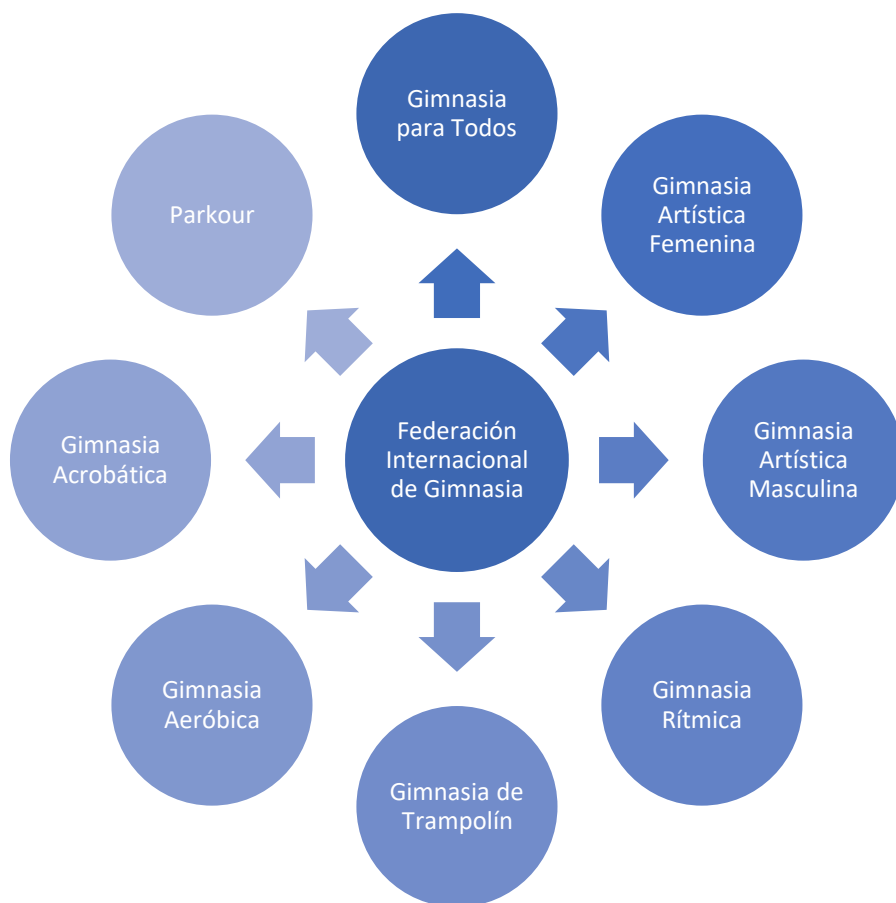 Gimnasia
para Todos
Gimnasia
Artística
Femenina
Gimnasia
Artística
Masculina
Gimnasia
Rítmica
Gimnasia de
Trampolín
Gimnasia
Aeróbica
Gimnasia
Acrobática
Parkour
Federación
Internacional
de Gimnasia